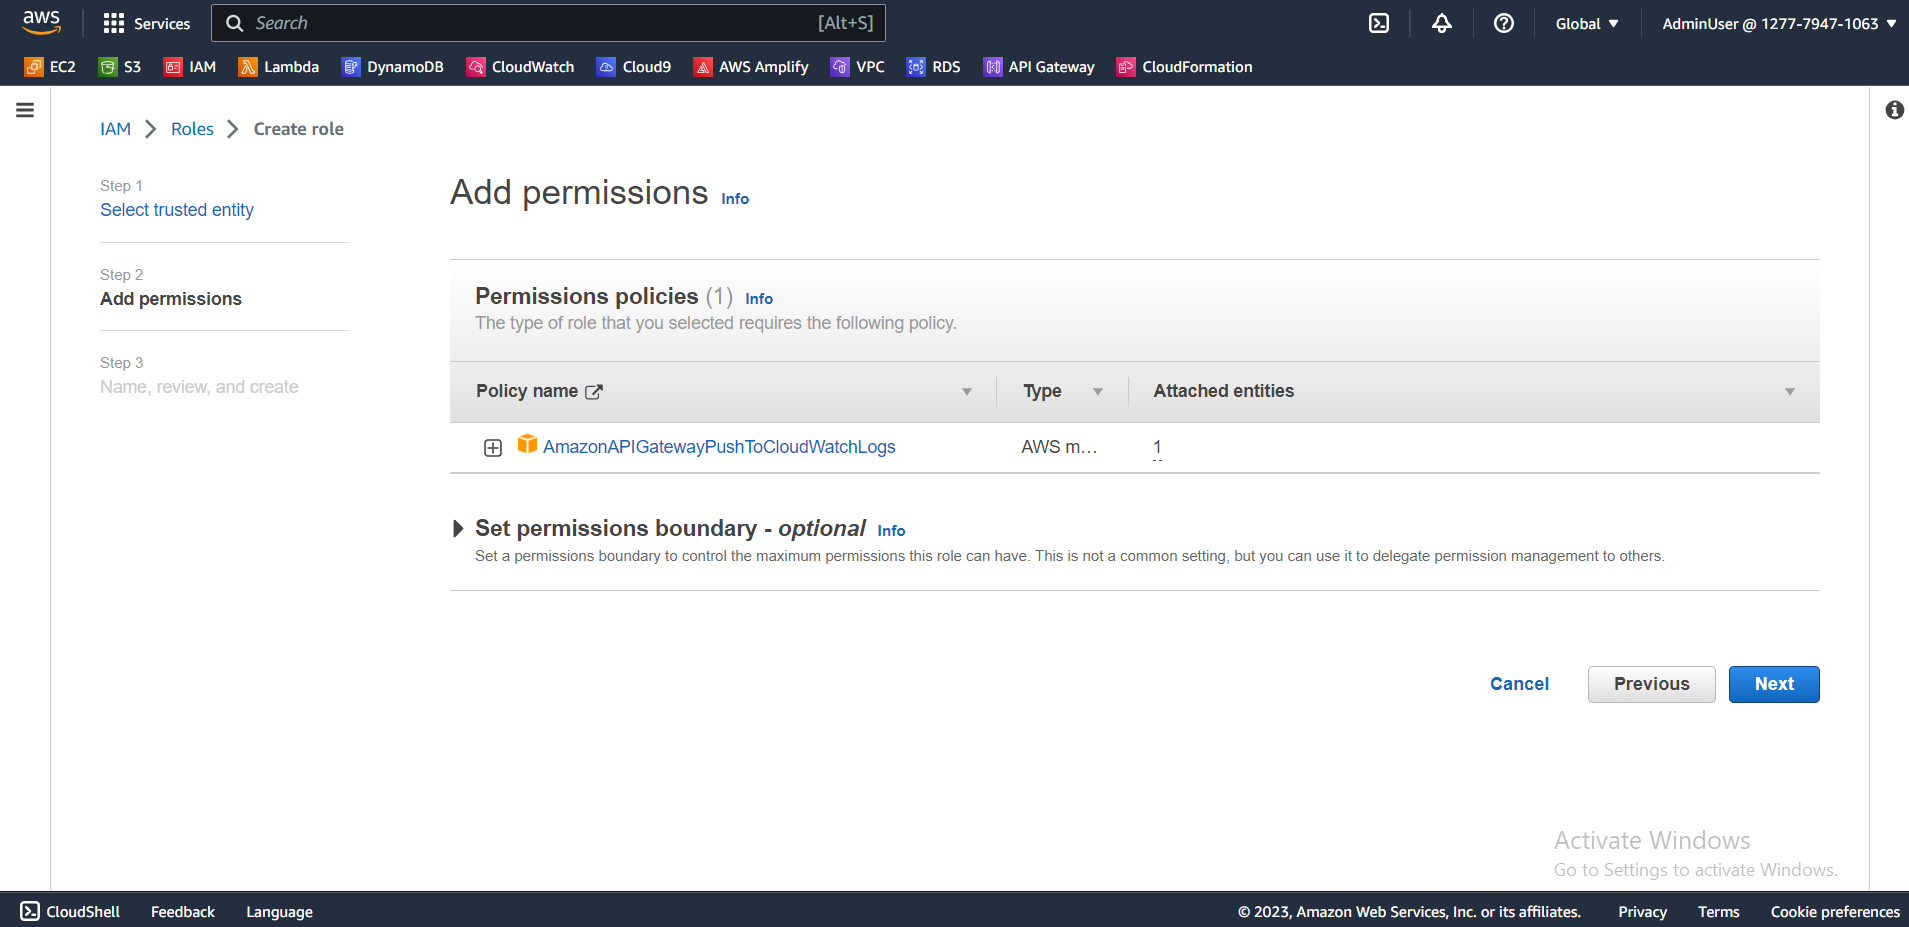 aws Services Search [Alt+S] Global AdminUser @ 1277-7947-1063
EC2 S3 IAM Lambda DynamoDB CloudWatch Cloud9 AWS Amplify VPC RDS API Gateway CloudFormation
IAM Roles Create role
Step 1
Select trusted entity
Step 2
Add permissions
Step 3
Name, review, and create
Add permissions Info
Permissions policies (1) Info
The type of role that you selected requires the following policy.
Policy name Type Attached entities
AmazonAPIGatewayPushToCloudWatchLogs AWS m... 1
Set permissions boundary - optional Info
Set a permissions boundary to control the maximum permissions this role can have. This is not a common setting, but you can use it to delegate permission management to others.
Cancel Previous Next
Activate Windows
Go to Settings to activate Windows.
CloudShell Feedback Language © 2023, Amazon Web Services, Inc. or its affiliates. Privacy Terms Cookie preferences